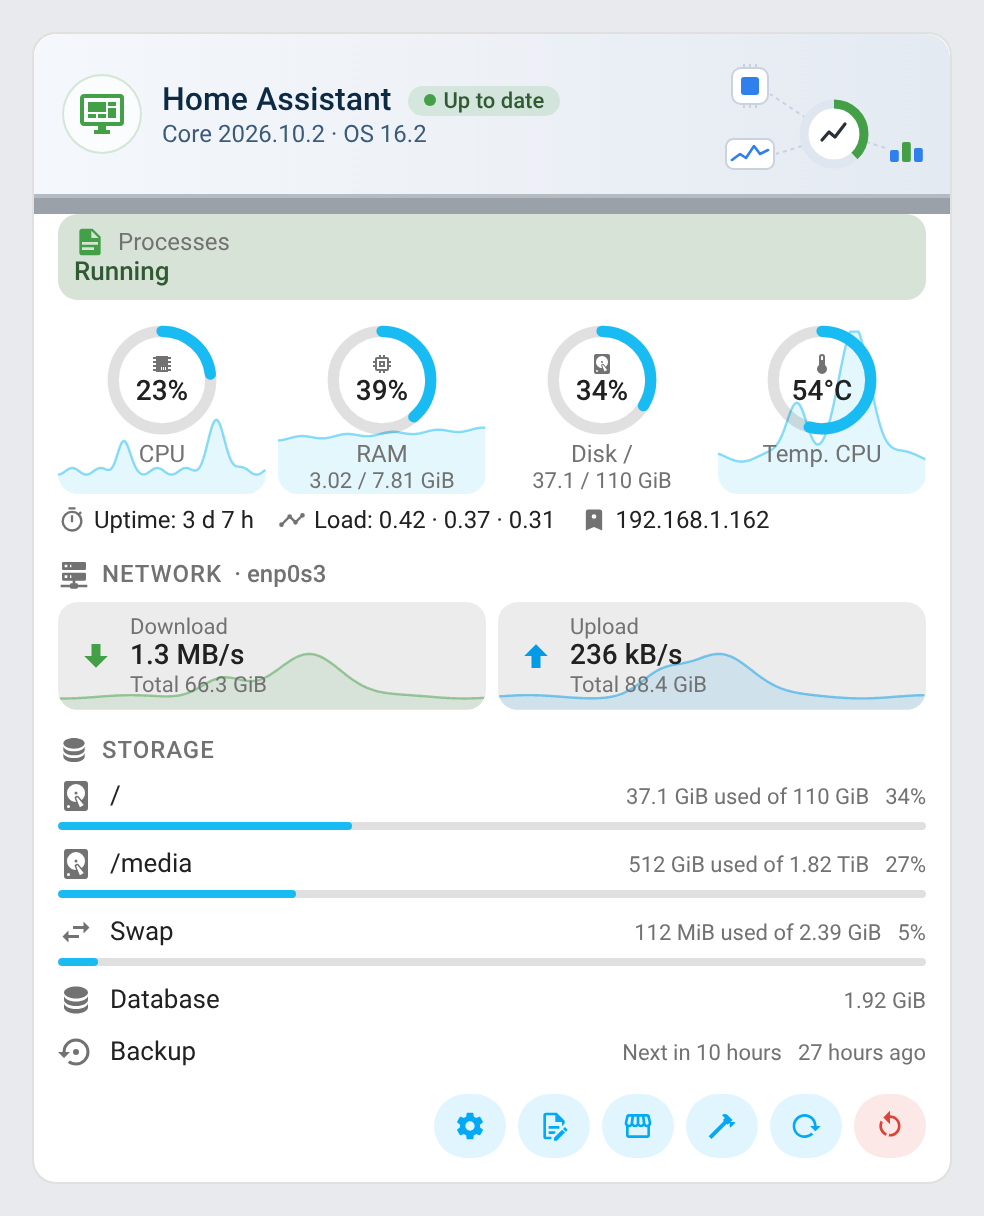 Home Assistant
Up to date
Core 2026.10.2 · OS 16.2
Processes
Running
23%
39%
34%
54°C
CPU
RAM
Disk /
Temp. CPU
3.02 / 7.81 GiB
37.1 / 110 GiB
Uptime: 3 d 7 h
Load: 0.42 · 0.37 · 0.31
192.168.1.162
NETWORK · enp0s3
Download
1.3 MB/s
Total 66.3 GiB
Upload
236 kB/s
Total 88.4 GiB
STORAGE
/ 37.1 GiB used of 110 GiB 34%
/media 512 GiB used of 1.82 TiB 27%
Swap 112 MiB used of 2.39 GiB 5%
Database 1.92 GiB
Backup Next in 10 hours 27 hours ago